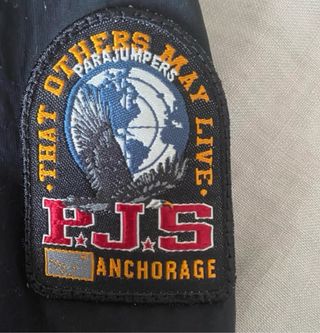 · THAT OTHERS MAY LIVE ·
PARAJUMPERS
P.J.S
ANCHORAGE